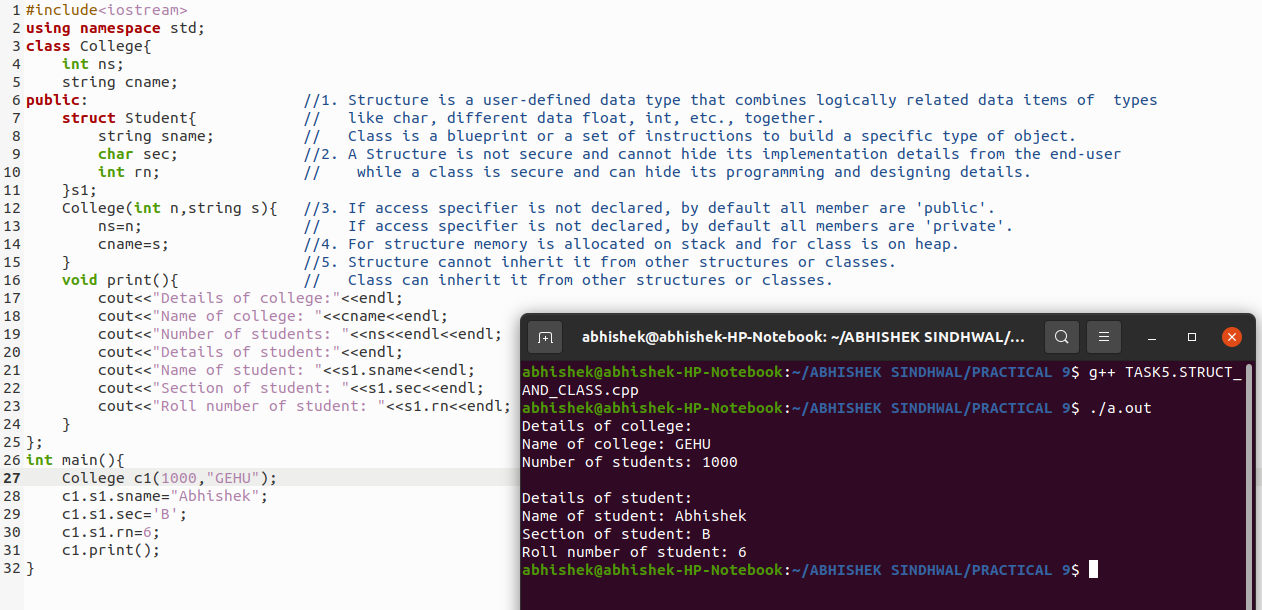 1 #include<iostream>
2 using namespace std;
3 class College{
4     int ns;
5     string cname;
6 public:                        //1. Structure is a user-defined data type that combines logically related data items of  types
7     struct Student{            //   like char, different data float, int, etc., together.
8         string sname;          //   Class is a blueprint or a set of instructions to build a specific type of object.
9         char sec;              //2. A Structure is not secure and cannot hide its implementation details from the end-user
10         int rn;                //    while a class is secure and can hide its programming and designing details.
11     }s1;
12     College(int n,string s){   //3. If access specifier is not declared, by default all member are 'public'.
13         ns=n;                  //   If access specifier is not declared, by default all members are 'private'.
14         cname=s;               //4. For structure memory is allocated on stack and for class is on heap.
15     }                          //5. Structure cannot inherit it from other structures or classes.
16     void print(){              //   Class can inherit it from other structures or classes.
17         cout<<"Details of college:"<<endl;
18         cout<<"Name of college: "<<cname<<endl;
19         cout<<"Number of students: "<<ns<<endl<<endl;
20         cout<<"Details of student:"<<endl;
21         cout<<"Name of student: "<<s1.sname<<endl;
22         cout<<"Section of student: "<<s1.sec<<endl;
23         cout<<"Roll number of student: "<<s1.rn<<endl;
24     }
25 };
26 int main(){
27     College c1(1000,"GEHU");
28     c1.s1.sname="Abhishek";
29     c1.s1.sec='B';
30     c1.s1.rn=6;
31     c1.print();
32 }
abhishek@abhishek-HP-Notebook: ~/ABHISHEK SINDHWAL/...
abhishek@abhishek-HP-Notebook:~/ABHISHEK SINDHWAL/PRACTICAL 9$ g++ TASK5.STRUCT_
AND_CLASS.cpp
abhishek@abhishek-HP-Notebook:~/ABHISHEK SINDHWAL/PRACTICAL 9$ ./a.out
Details of college:
Name of college: GEHU
Number of students: 1000

Details of student:
Name of student: Abhishek
Section of student: B
Roll number of student: 6
abhishek@abhishek-HP-Notebook:~/ABHISHEK SINDHWAL/PRACTICAL 9$